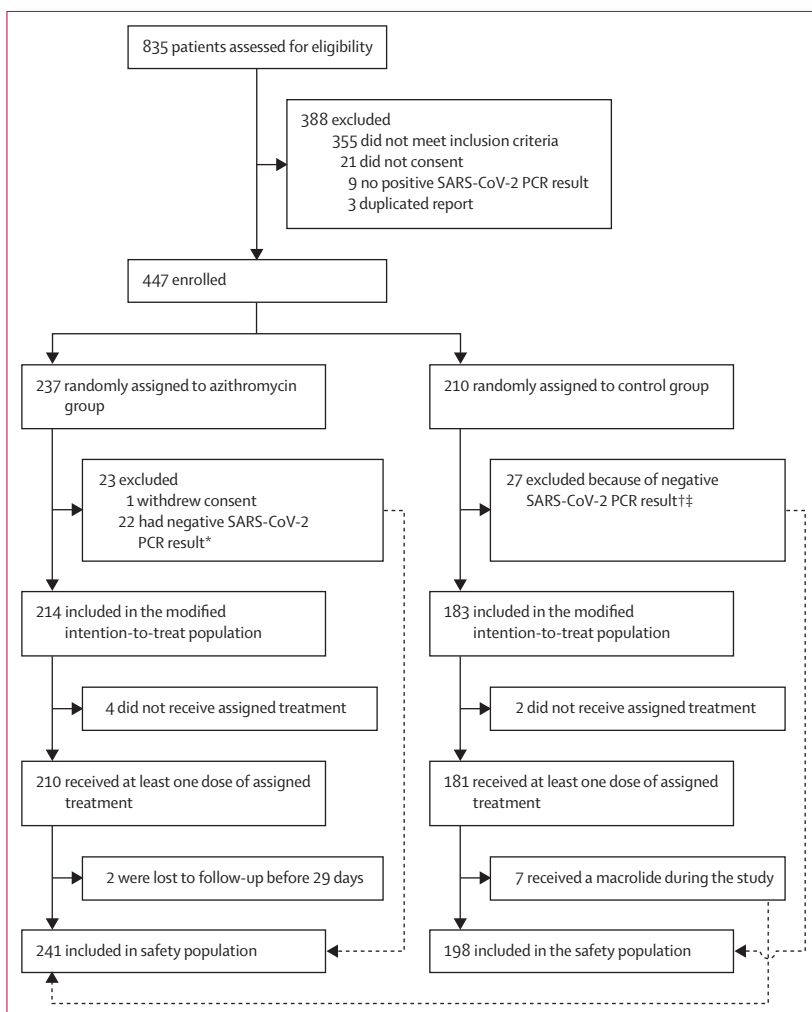 835 patients assessed for eligibility
388 excluded
355 did not meet inclusion criteria
21 did not consent
9 no positive SARS-CoV-2 PCR result
3 duplicated report
447 enrolled
237 randomly assigned to azithromycin
group
210 randomly assigned to control group
23 excluded
1 withdrew consent
22 had negative SARS-CoV-2
PCR result*
27 excluded because of negative
SARS-CoV-2 PCR result†‡
214 included in the modified
intention-to-treat population
183 included in the modified
intention-to-treat population
4 did not receive assigned treatment
2 did not receive assigned treatment
210 received at least one dose of assigned
treatment
181 received at least one dose of assigned
treatment
2 were lost to follow-up before 29 days
7 received a macrolide during the study
241 included in safety population
198 included in the safety population